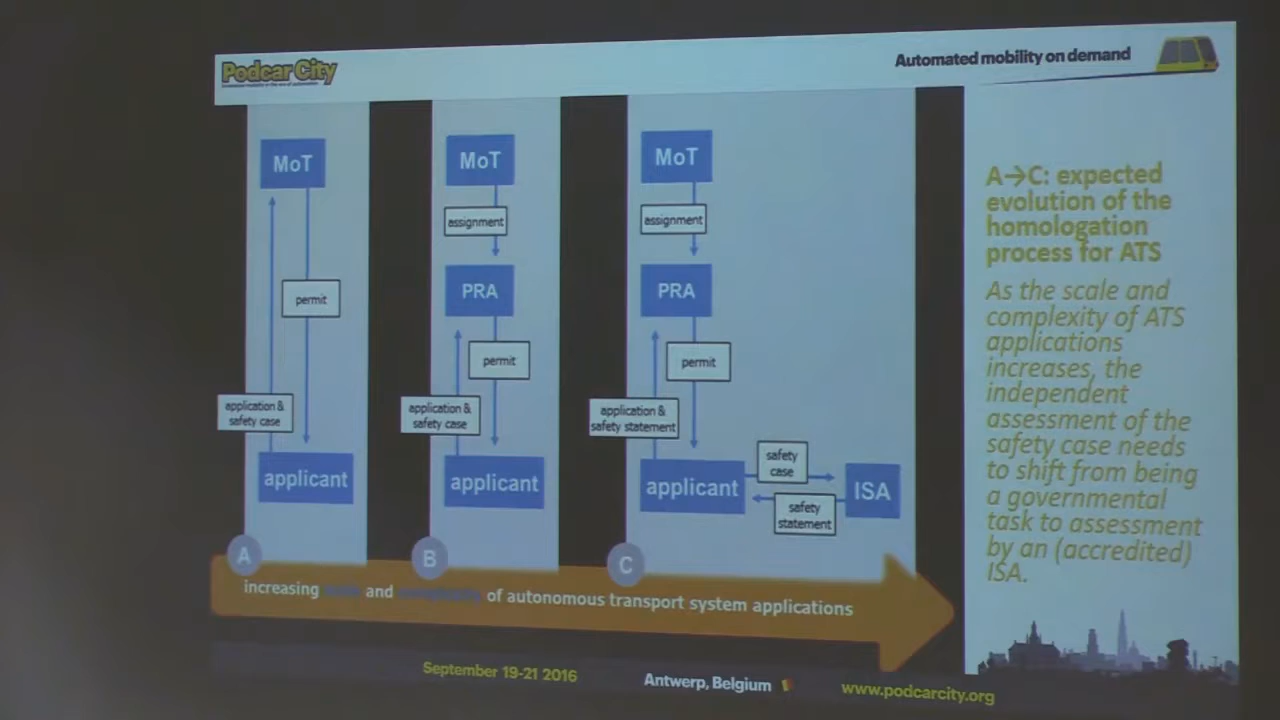 Podcar City
Automated mobility on demand
MoT
permit
application &
safety case
applicant
A
MoT
assignment
PRA
permit
application &
safety case
applicant
B
MoT
assignment
PRA
permit
application &
safety statement
applicant
safety
case
safety
statement
ISA
C
increasing and of autonomous transport system applications
A→C: expected
evolution of the
homologation
process for ATS
As the scale and
complexity of ATS
applications
increases, the
independent
assessment of the
safety case needs
to shift from being
a governmental
task to assessment
by an (accredited)
ISA.
September 19-21 2016
Antwerp, Belgium
www.podcarcity.org